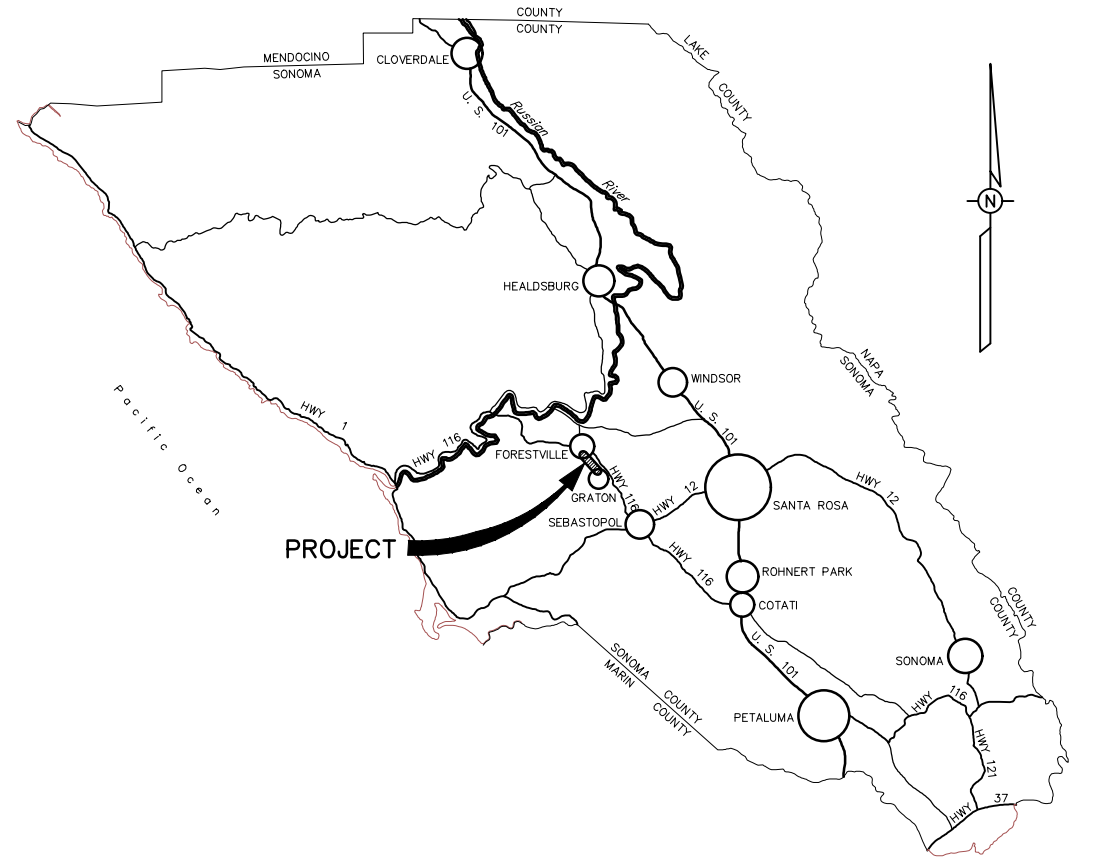 COUNTY
COUNTY
MENDOCINO
SONOMA
CLOVERDALE
LAKE
COUNTY
U. S. 101
Russian
River
N
HEALDSBURG
NAPA
SONOMA
WINDSOR
U. S. 101
Pacific Ocean
HWY 1
HWY 116
FORESTVILLE
HWY 116
GRATON
HWY 12
HWY 12
SANTA ROSA
SEBASTOPOL
PROJECT
HWY 116
ROHNERT PARK
COTATI
COUNTY
COUNTY
U. S. 101
SONOMA
SONOMA COUNTY
MARIN COUNTY
HWY 116
PETALUMA
HWY 121
HWY 37